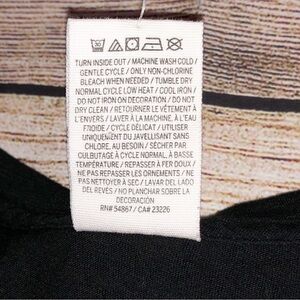 TURN INSIDE OUT / MACHINE WASH COLD /
GENTLE CYCLE / ONLY NON-CHLORINE
BLEACH WHEN NEEDED / TUMBLE DRY
NORMAL CYCLE LOW HEAT / COOL IRON /
DO NOT IRON ON DECORATION / DO NOT
DRY CLEAN / RETOURNER LE VÊTEMENT À
L'ENVERS / LAVER À LA MACHINE, À L'EAU
FROIDE / CYCLE DÉLICAT / UTILISER
UNIQUEMENT DU JAVELLISANT SANS
CHLORE, AU BESOIN / SÉCHER PAR
CULBUTAGE À CYCLE NORMAL, À BASSE
TEMPÉRATURE / REPASSER À FER DOUX /
NE PAS REPASSER LES ORNEMENTS / NE
PAS NETTOYER À SEC / LAVAR DEL LADO
DEL REVÉS / NO PLANCHAR SOBRE LA
DECORACIÓN
RN# 54867 / CA# 23226